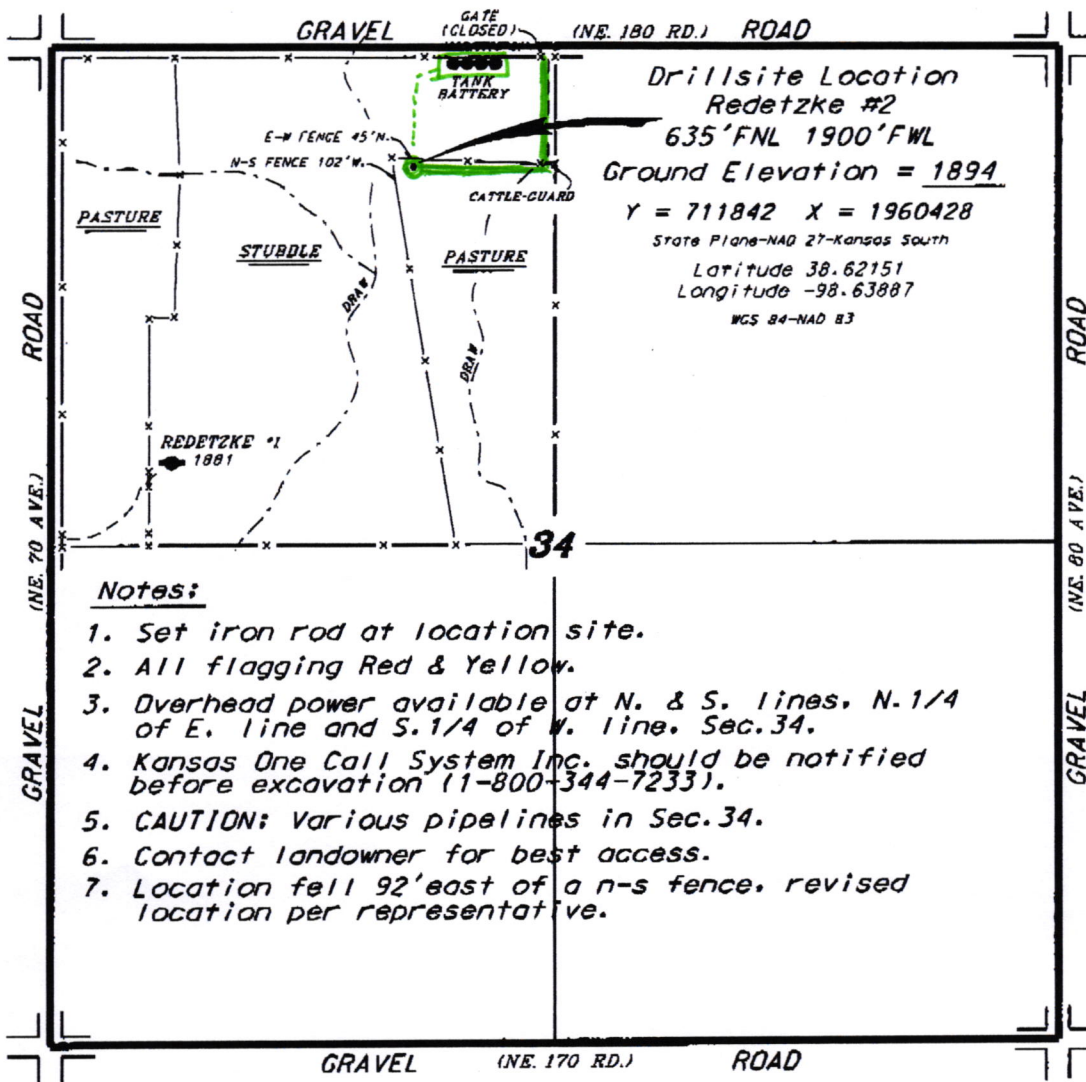 GRAVEL (NE. 180 RD.) ROAD
GATE
(CLOSED)
TANK
BATTERY
Drillsite Location
Redetzke #2
635'FNL 1900'FWL
Ground Elevation = 1894
Y = 711842 X = 1960428
State Plane-NAD 27-Kansas South
Latitude 38.62151
Longitude -98.63887
WGS 84-NAD 83
E-W FENCE 45'N.
N-S FENCE 102'W.
CATTLE-GUARD
PASTURE
STUBDLE
PASTURE
DRAW
DRAW
REDETZKE #1
1881
34
ROAD
(NE. 70 AVE.)
GRAVEL
ROAD
(NE. 80 AVE.)
GRAVEL
Notes:
1. Set iron rod at location site.
2. All flagging Red & Yellow.
3. Overhead power available at N. & S. lines, N.1/4
of E. line and S.1/4 of W. line, Sec.34.
4. Kansas One Call System Inc. should be notified
before excavation (1-800-344-7233).
5. CAUTION: Various pipelines in Sec.34.
6. Contact landowner for best access.
7. Location fell 92'east of a n-s fence, revised
location per representative.
GRAVEL (NE. 170 RD.) ROAD